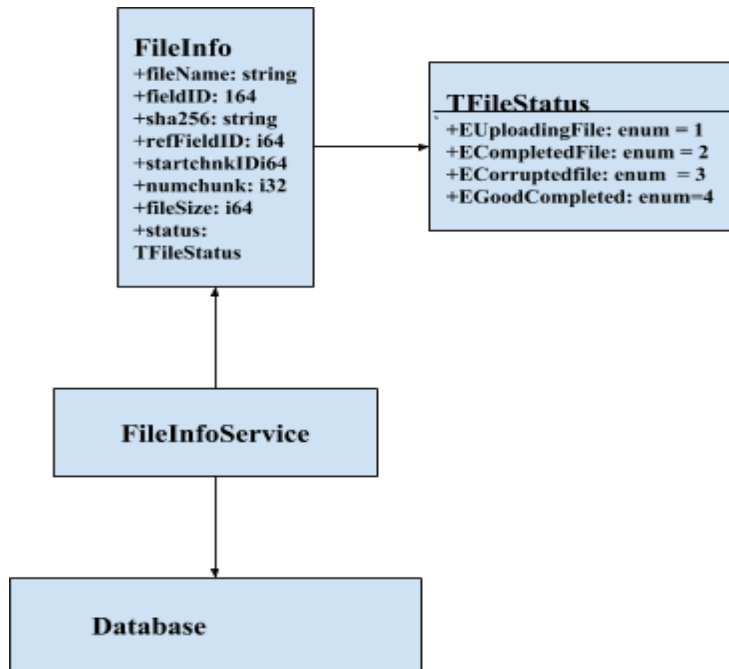 FileInfo
+fileName: string
+fieldID: 164
+sha256: string
+refFieldID: i64
+startchnkIDi64
+numchunk: i32
+fileSize: i64
+status:
TFileStatus
TFileStatus
+EUploadingFile: enum = 1
+ECompletedFile: enum = 2
+ECorruptedfile: enum = 3
+EGoodCompleted: enum=4
FileInfoService
Database